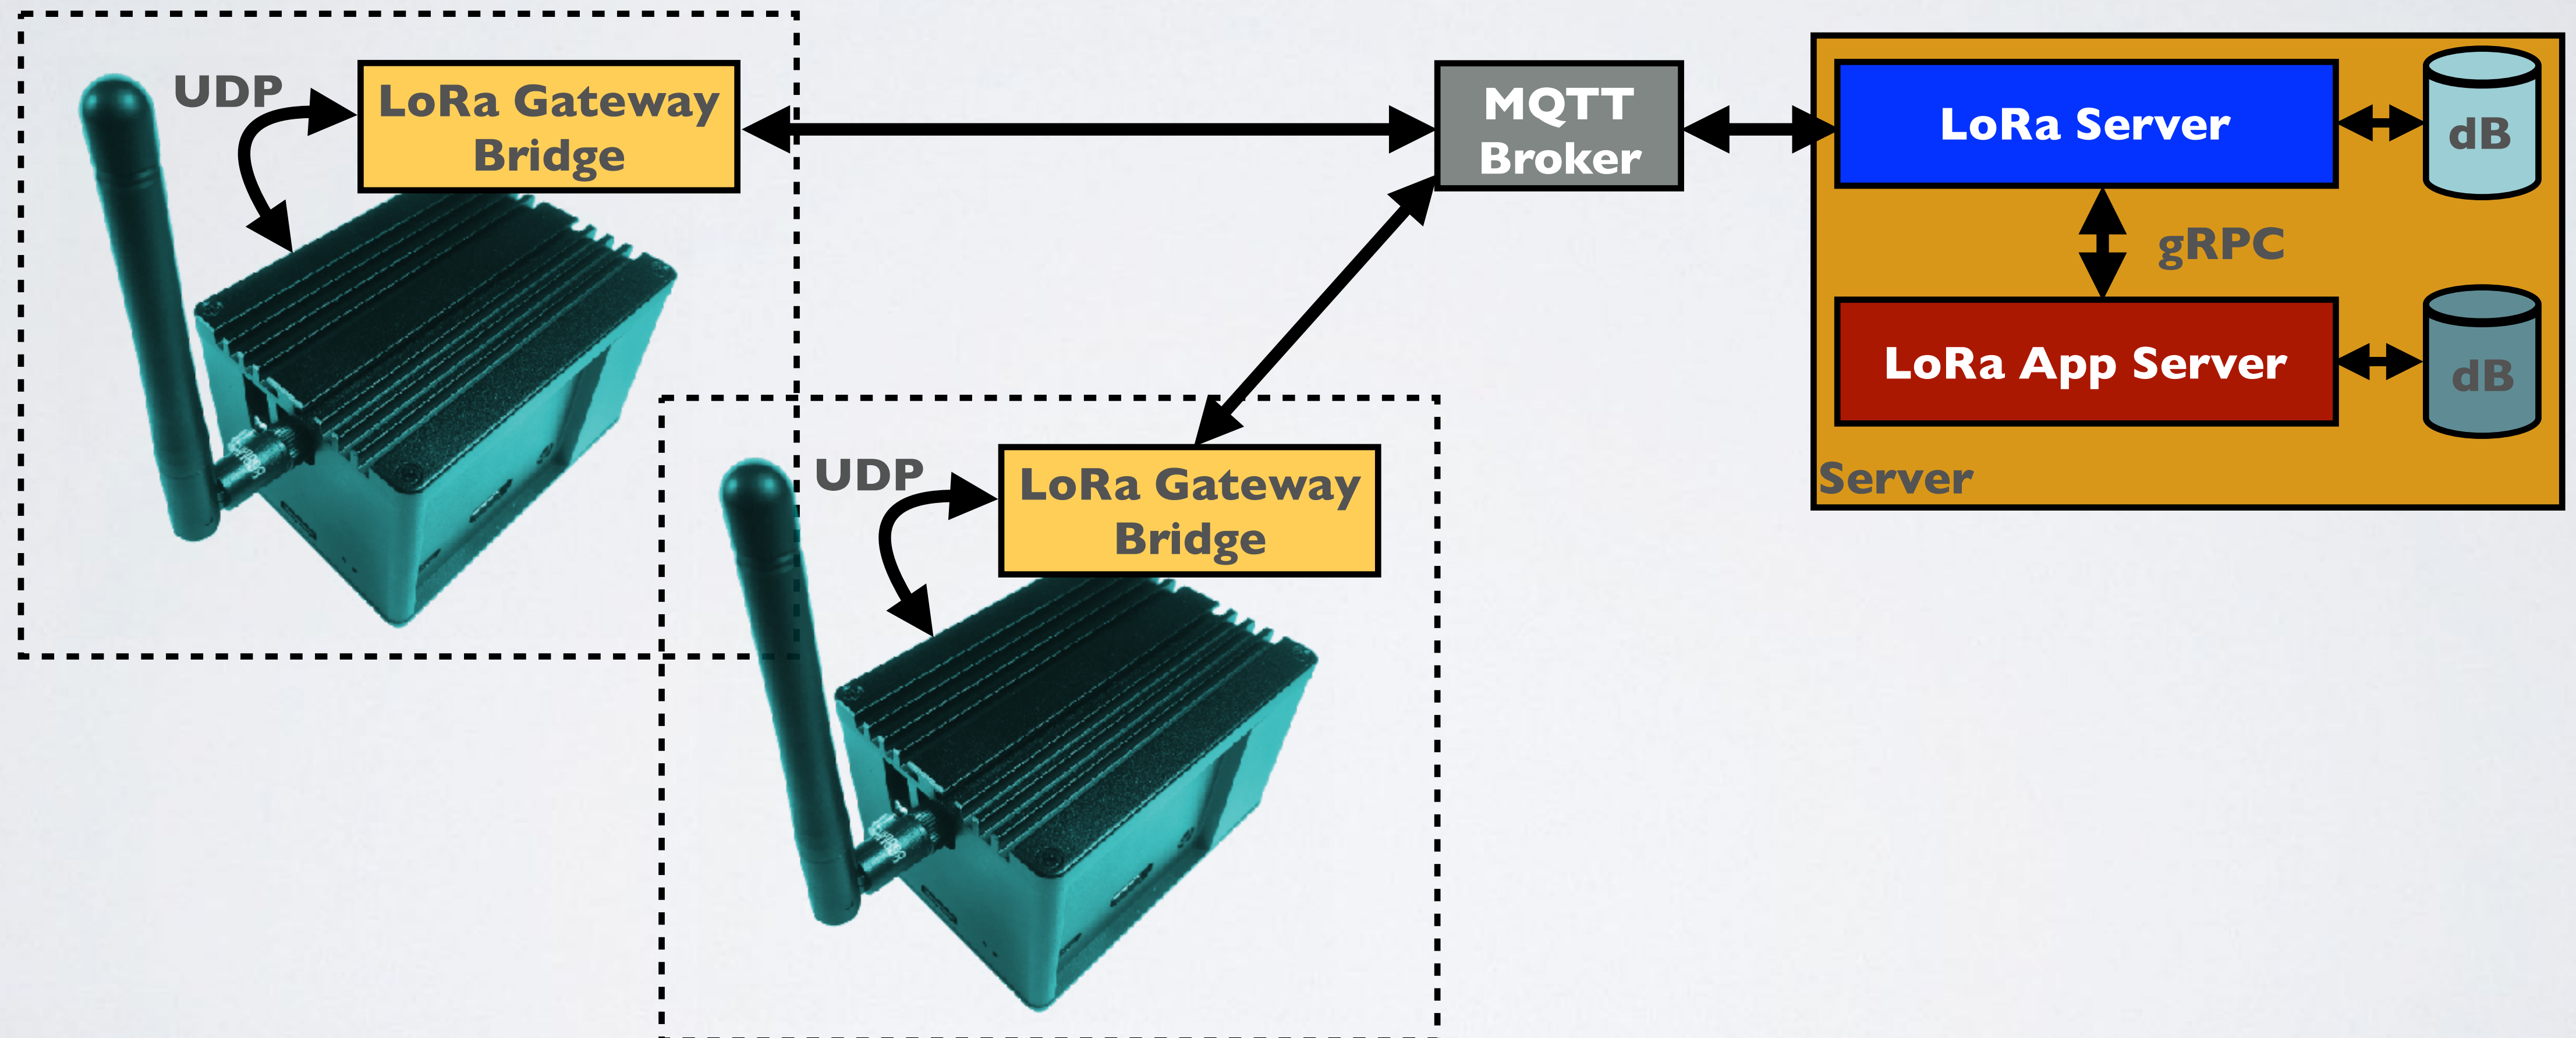 UDP
LoRa Gateway
Bridge
MQTT
Broker
LoRa Server
dB
gRPC
LoRa App Server
dB
Server
UDP
LoRa Gateway
Bridge